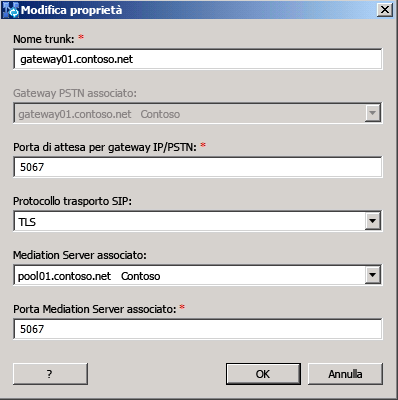 Modifica proprietà
Nome trunk: *
gateway01.contoso.net
Gateway PSTN associato:
gateway01.contoso.net Contoso
Porta di attesa per gateway IP/PSTN: *
5067
Protocollo trasporto SIP:
TLS
Mediation Server associato:
pool01.contoso.net Contoso
Porta Mediation Server associato: *
5067
? OK Annulla